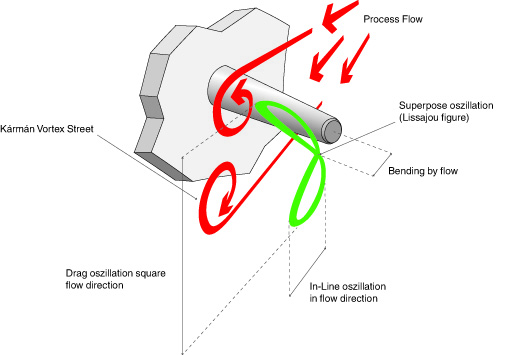 Process Flow
Superpose oszillation
(Lissajou figure)
Kármán Vortex Street
Bending by flow
Drag oszillation square
flow direction
In-Line oszillation
in flow direction